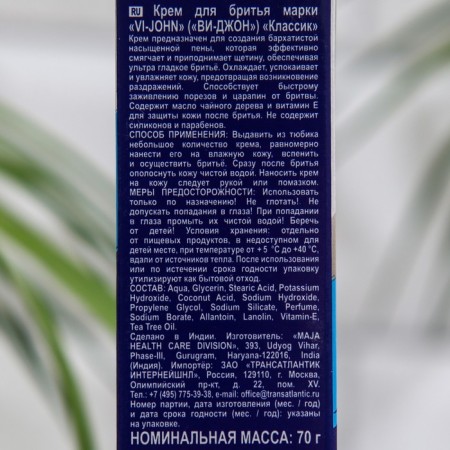 RU Крем для бритья марки
«VI-JOHN» («ВИ-ДЖОН») «Классик»
Крем предназначен для создания бархатистой
насыщенной пены, которая эффективно
смягчает и приподнимает щетину, обеспечивая
ультра гладкое бритьё. Охлаждает, успокаивает
и увлажняет кожу, предотвращая возникновение
раздражений. Способствует быстрому
заживлению порезов и царапин от бритвы.
Содержит масло чайного дерева и витамин Е
для защиты кожи после бритья. Не содержит
силиконов и парабенов.
СПОСОБ ПРИМЕНЕНИЯ: Выдавить из тюбика
небольшое количество крема, равномерно
нанести его на влажную кожу, вспенить
и осуществить бритьё. Сразу после бритья
ополоснуть кожу чистой водой. Наносить крем
на кожу следует рукой или помазком.
МЕРЫ ПРЕДОСТОРОЖНОСТИ: Использовать
только по назначению! Не глотать! Не
допускать попадания в глаза! При попадании
в глаза промыть их чистой водой! Беречь
от детей! Условия хранения: отдельно
от пищевых продуктов, в недоступном для
детей месте, при температуре от + 5 °С до +40 °С,
вдали от источников тепла. После использования
или по истечении срока годности упаковку
утилизируют как бытовой отход.
СОСТАВ: Aqua, Glycerin, Stearic Acid, Potassium
Hydroxide, Coconut Acid, Sodium Hydroxide,
Propylene Glycol, Sodium Silicate, Perfume,
Sodium Borate, Allantoin, Lanolin, Vitamin-E,
Tea Tree Oil.
Сделано в Индии. Изготовитель: «MAJA
HEALTH CARE DIVISION», 393, Udyog Vihar,
Phase-III, Gurugram, Haryana-122016, India
(Индия). Импортёр: ЗАО «ТРАНСАТЛАНТИК
ИНТЕРНЕЙШНЛ», Россия, 129110, г. Москва,
Олимпийский пр-кт, д. 22, пом. XV.
Тел.: +7 (495) 775-39-38, e-mail: office@transatlantic.ru
Номер партии, дата изготовления (мес. / год)
и дата срока годности (мес. / год): указаны
на упаковке.
НОМИНАЛЬНАЯ МАССА: 70 г